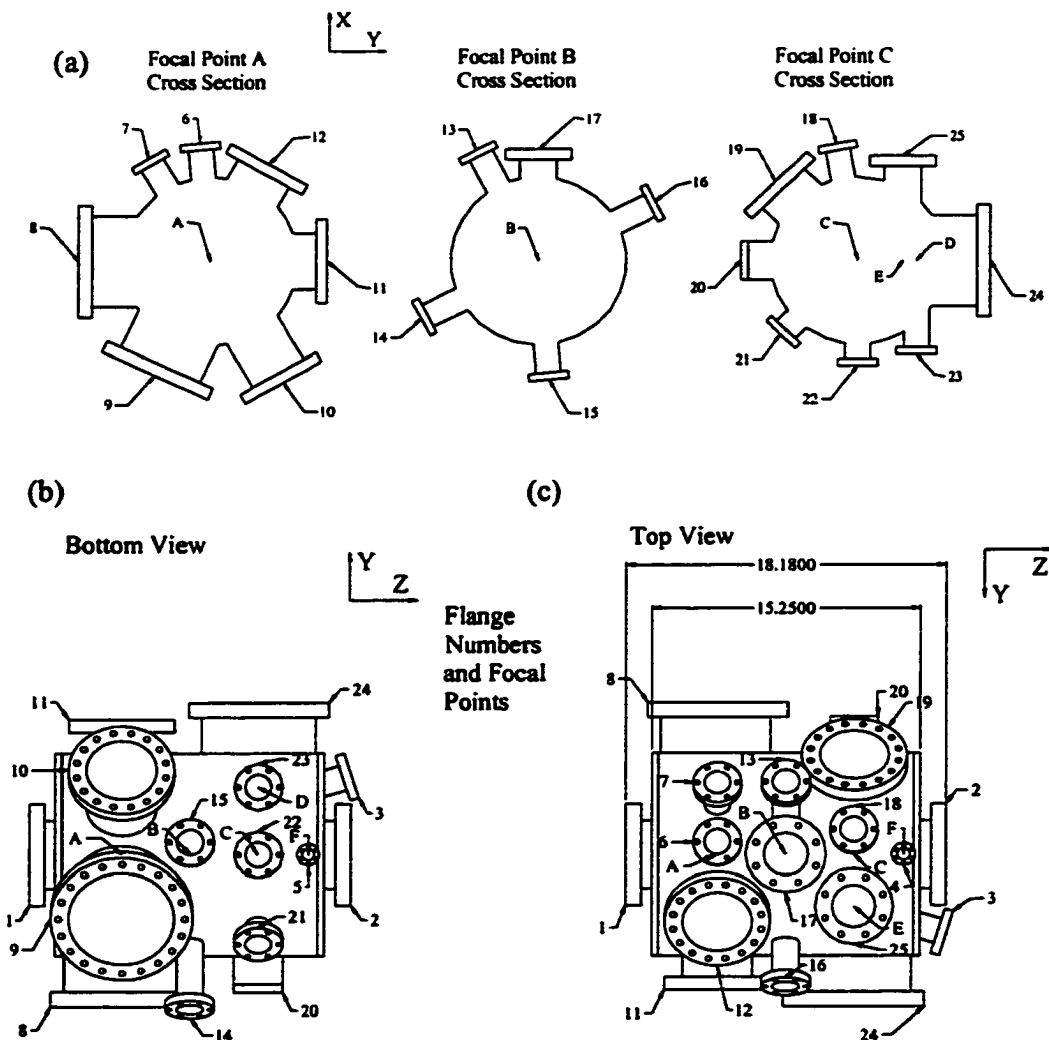 X
Y
(a)
Focal Point A
Cross Section
Focal Point B
Cross Section
Focal Point C
Cross Section
7
6
12
8
A
11
9
10
13
17
16
B
14
15
18
25
19
C
D
E
20
24
21
22
23
(b)
Bottom View
Y
Z
(c)
Top View
Z
Y
18.1800
15.2500
Flange
Numbers
and Focal
Points
11
24
10
23
15
D
3
A
B
C
22
F
5
1
9
21
2
8
14
20
8
20
19
13
7
2
B
18
F
6
A
C
4
3
1
17
E
25
16
11
12
24